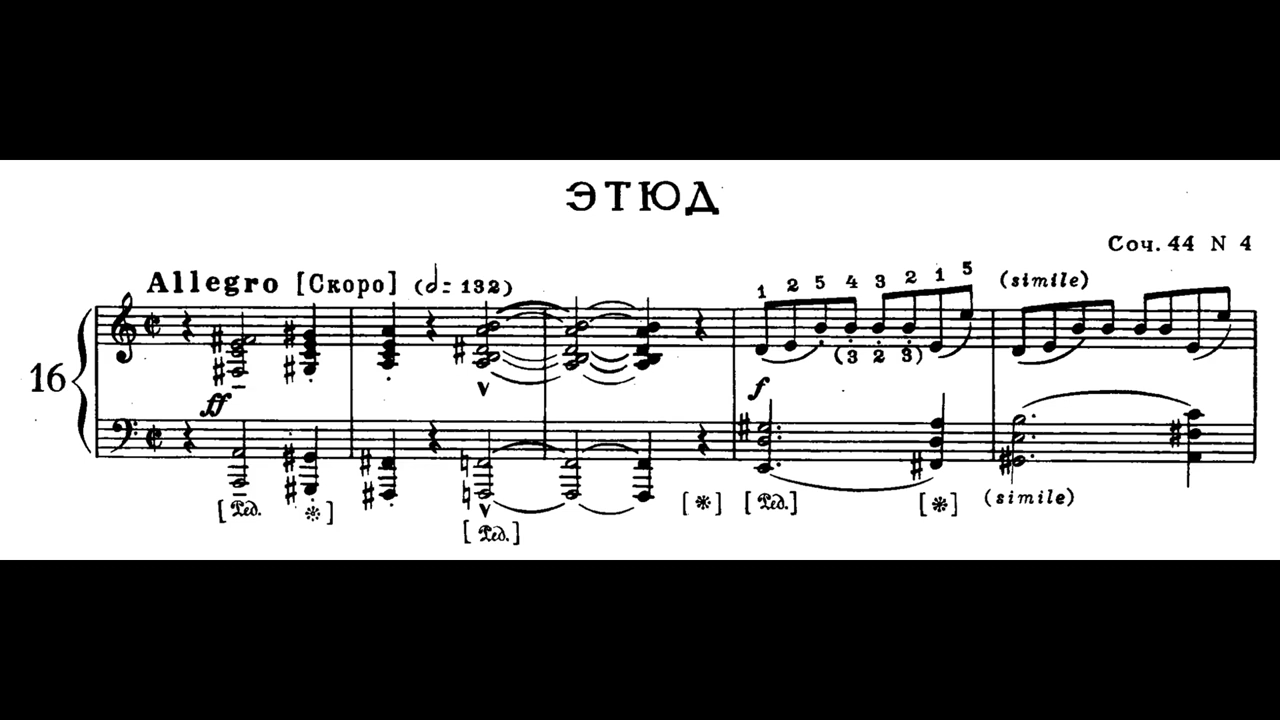 ЭТЮД
Соч. 44 N 4
Allegro [Скоро] (𝅗𝅥 = 132)
1 2 5 4 3 2 1 5 (simile)
16
(3 2 3)
ff
f
[Ped. *] [*] [Ped.] [*] (simile)
[Ped.]